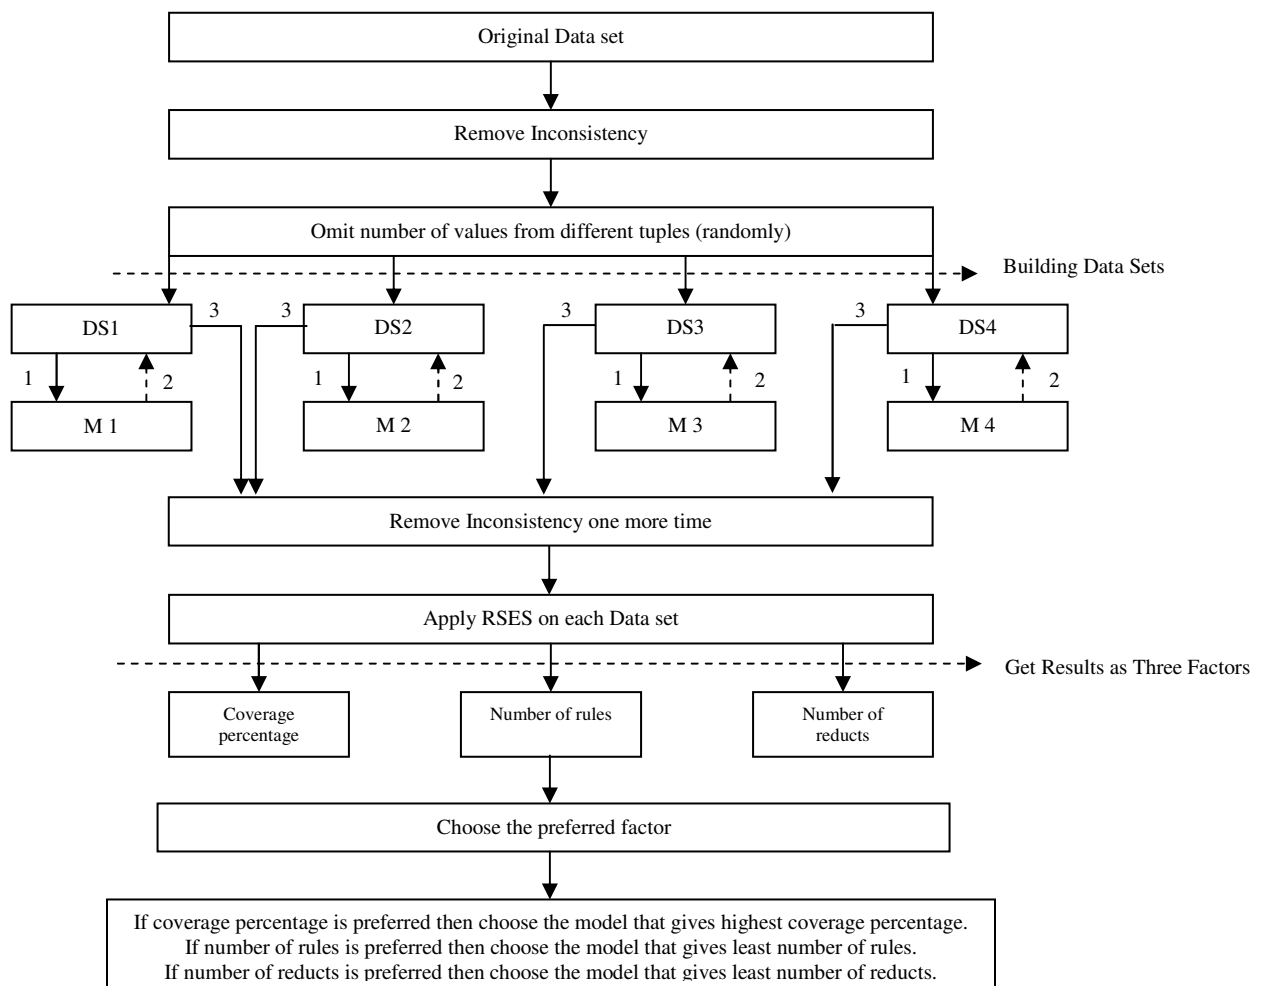 Original Data set
Remove Inconsistency
Omit number of values from different tuples (randomly)
Building Data Sets
DS1
3
3
DS2
3
DS3
3
DS4
1
2
1
2
1
2
1
2
M 1
M 2
M 3
M 4
Remove Inconsistency one more time
Apply RSES on each Data set
Get Results as Three Factors
Coverage
percentage
Number of rules
Number of
reducts
Choose the preferred factor
If coverage percentage is preferred then choose the model that gives highest coverage percentage.
If number of rules is preferred then choose the model that gives least number of rules.
If number of reducts is preferred then choose the model that gives least number of reducts.